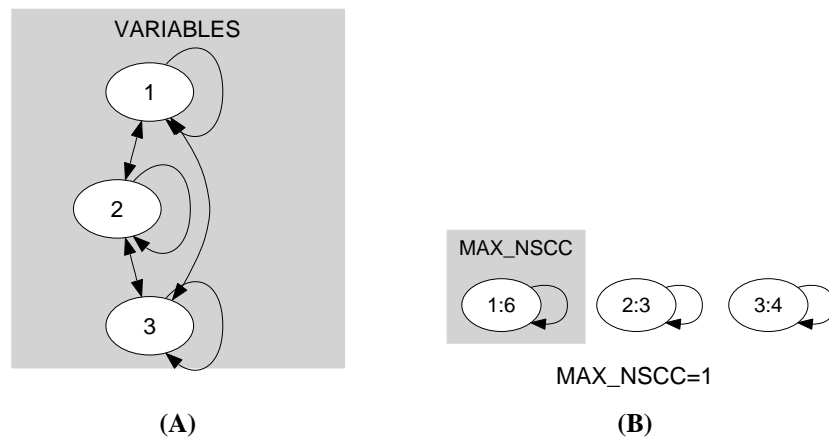 VARIABLES
1
2
3
(A)
MAX_NSCC
1:6
2:3
3:4
MAX_NSCC=1
(B)